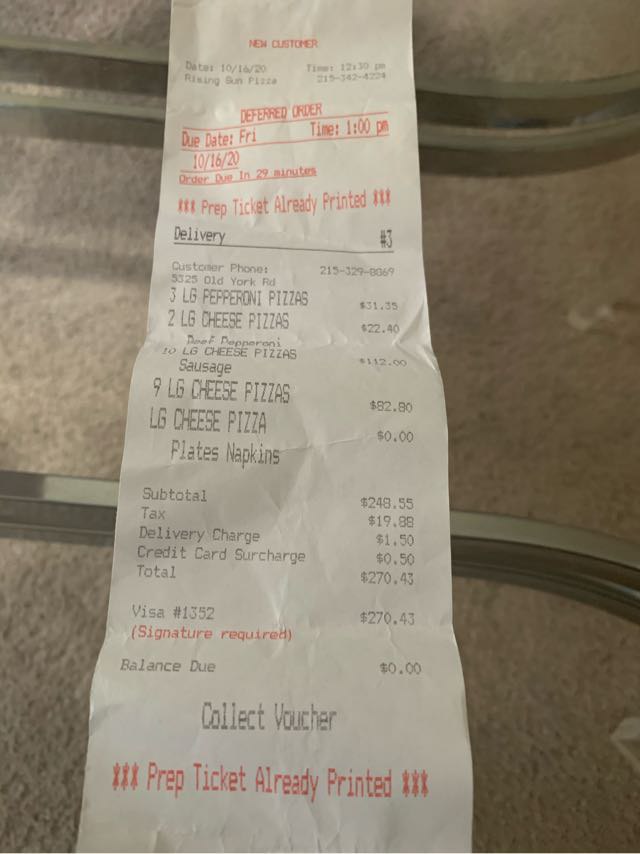 NEW CUSTOMER
Date: 10/16/20 Time: 12:30 pm
Rising Sun Pizza 215-342-4224
DEFERRED ORDER
Due Date: Fri Time: 1:00 pm
10/16/20
Order Due In 29 minutes
*** Prep Ticket Already Printed ***
Delivery #3
Customer Phone: 215-329-8069
5325 Old York Rd
3 LG PEPPERONI PIZZAS $31.35
2 LG CHEESE PIZZAS $22.40
Beef Pepperoni
10 LG CHEESE PIZZAS $112.00
Sausage
9 LG CHEESE PIZZAS $82.80
LG CHEESE PIZZA $0.00
Plates Napkins
Subtotal $248.55
Tax $19.88
Delivery Charge $1.50
Credit Card Surcharge $0.50
Total $270.43
Visa #1352 $270.43
(Signature required)
Balance Due $0.00
Collect Voucher
*** Prep Ticket Already Printed ***